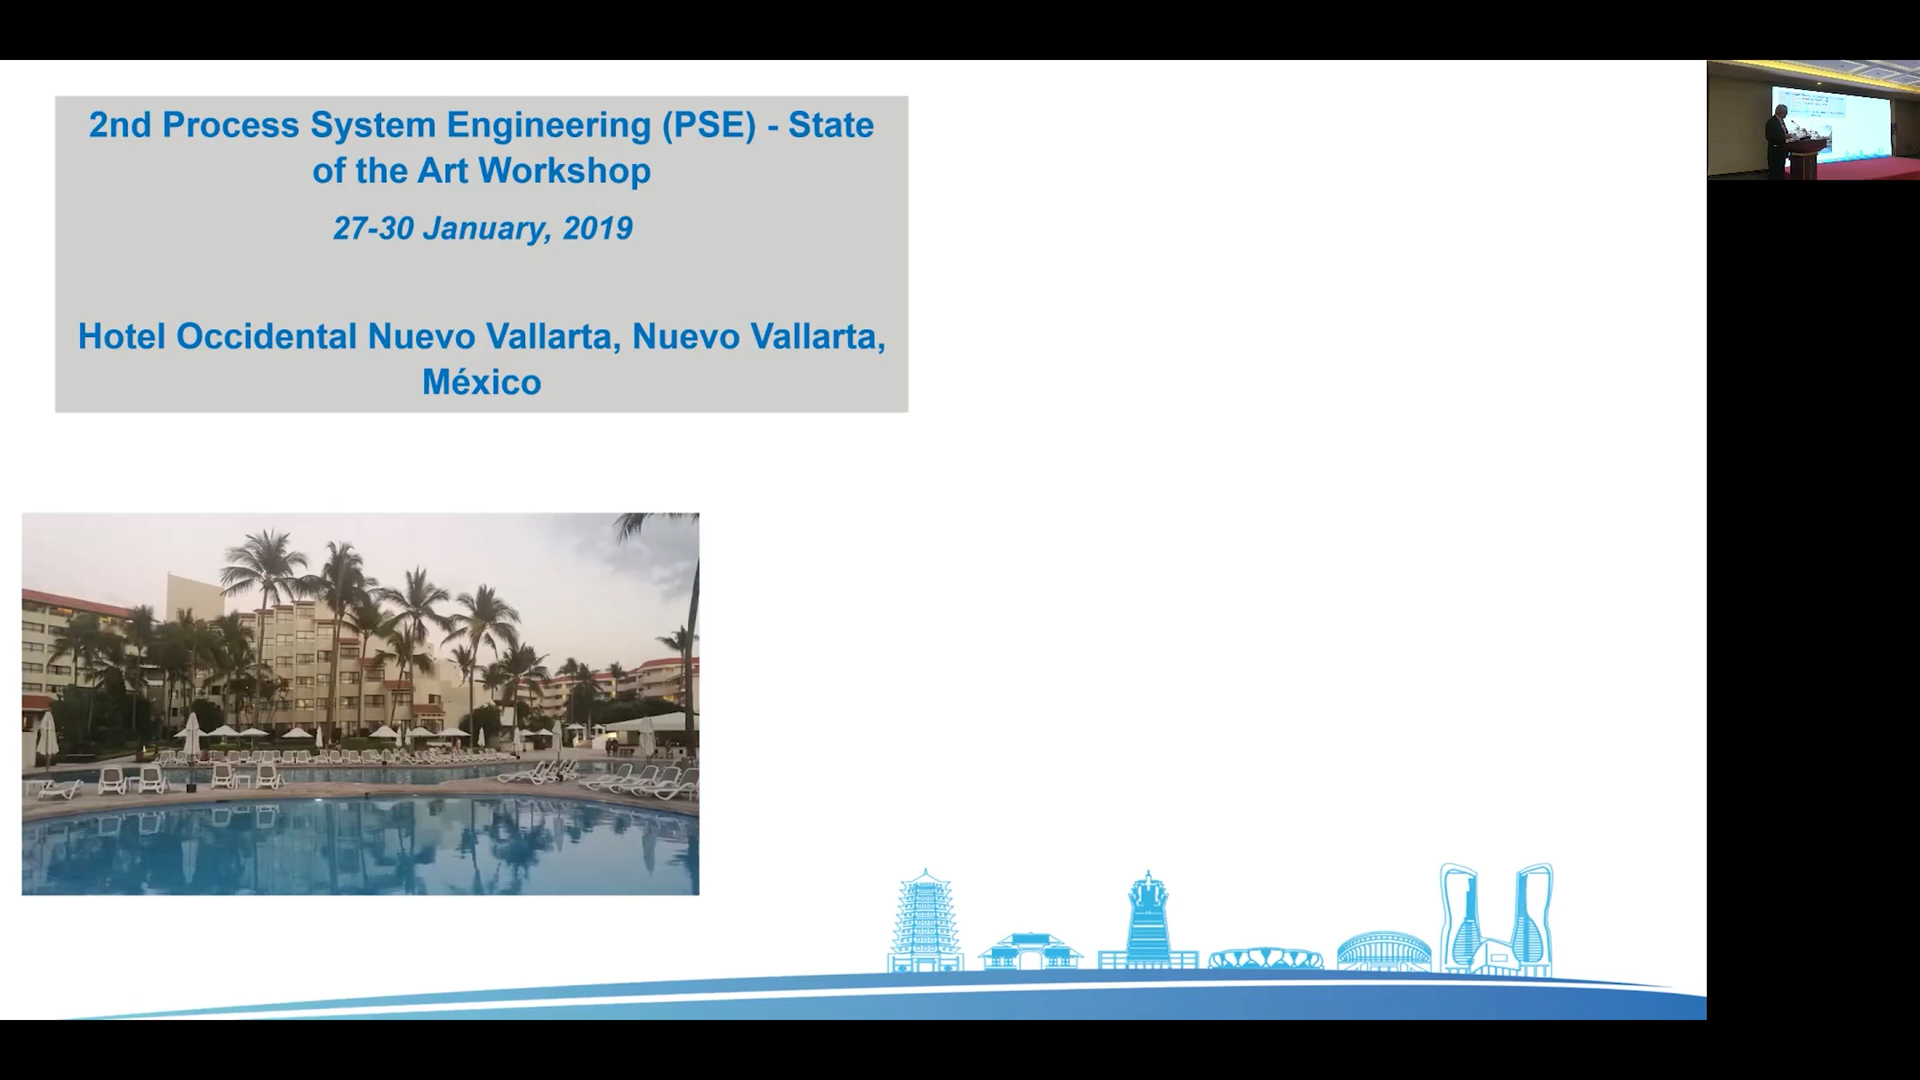 2nd Process System Engineering (PSE) - State
of the Art Workshop
27-30 January, 2019
Hotel Occidental Nuevo Vallarta, Nuevo Vallarta,
México